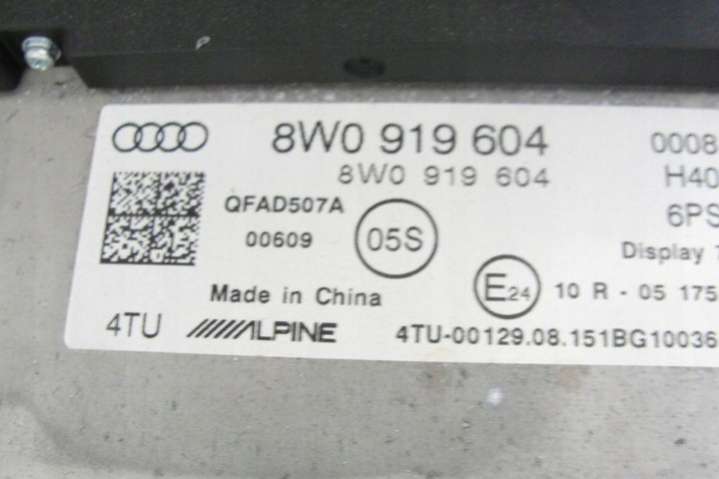 8W0 919 604 0008
8W0 919 604 H40
QFAD507A 6PS
00609 05S
Display
E24 10 R - 05 175
Made in China
4TU ALPINE 4TU-00129.08.151BG10036